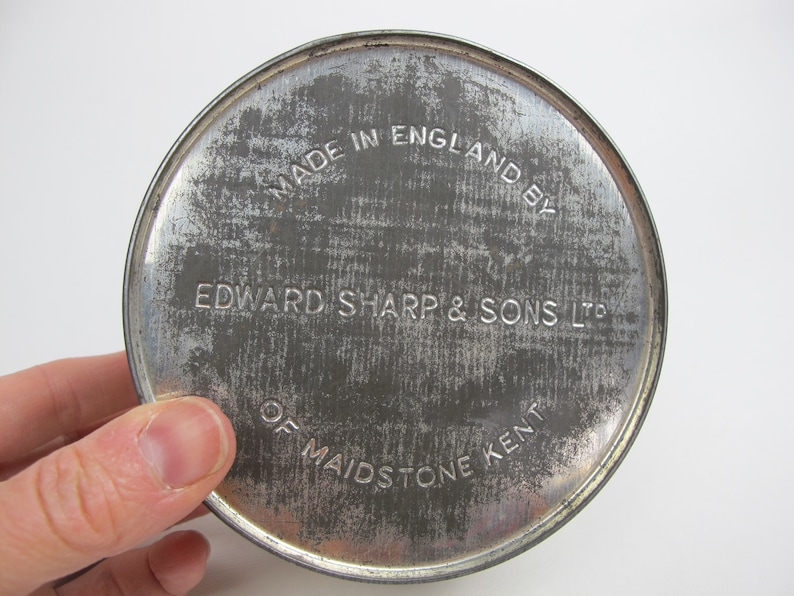 MADE IN ENGLAND BY
EDWARD SHARP & SONS LTD
OF MAIDSTONE KENT